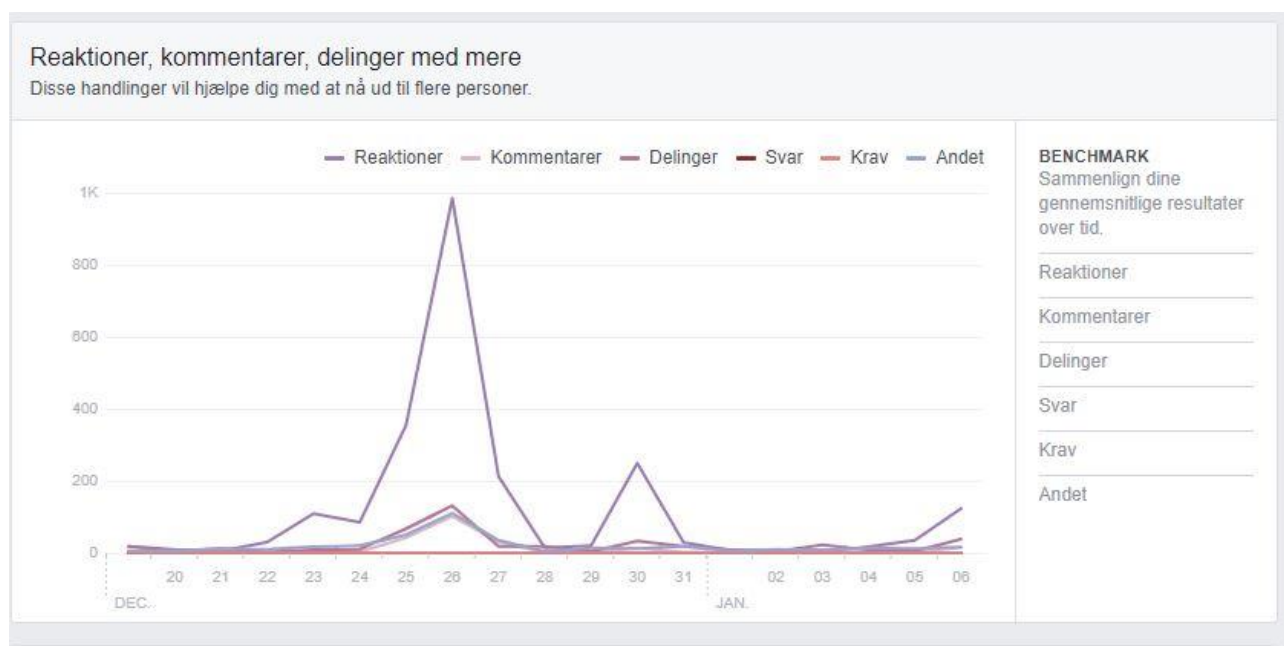 Reaktioner, kommentarer, delinger med mere
Disse handlinger vil hjælpe dig med at nå ud til flere personer.
Reaktioner Kommentarer Delinger Svar Krav Andet
1K
800
600
400
200
0
20 21 22 23 24 25 26 27 28 29 30 31 02 03 04 05 06
DEC. JAN.
BENCHMARK
Sammenlign dine
gennemsnitlige resultater
over tid.
Reaktioner
Kommentarer
Delinger
Svar
Krav
Andet